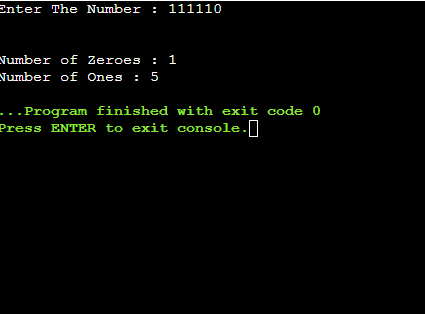 Enter The Number : 111110
Number of Zeroes : 1
Number of Ones : 5
...Program finished with exit code 0
Press ENTER to exit console.